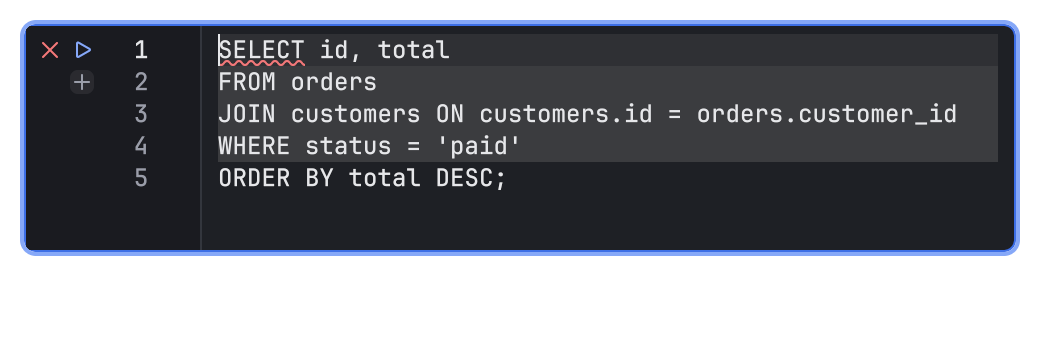 1 SELECT id, total
2 FROM orders
3 JOIN customers ON customers.id = orders.customer_id
4 WHERE status = 'paid'
5 ORDER BY total DESC;